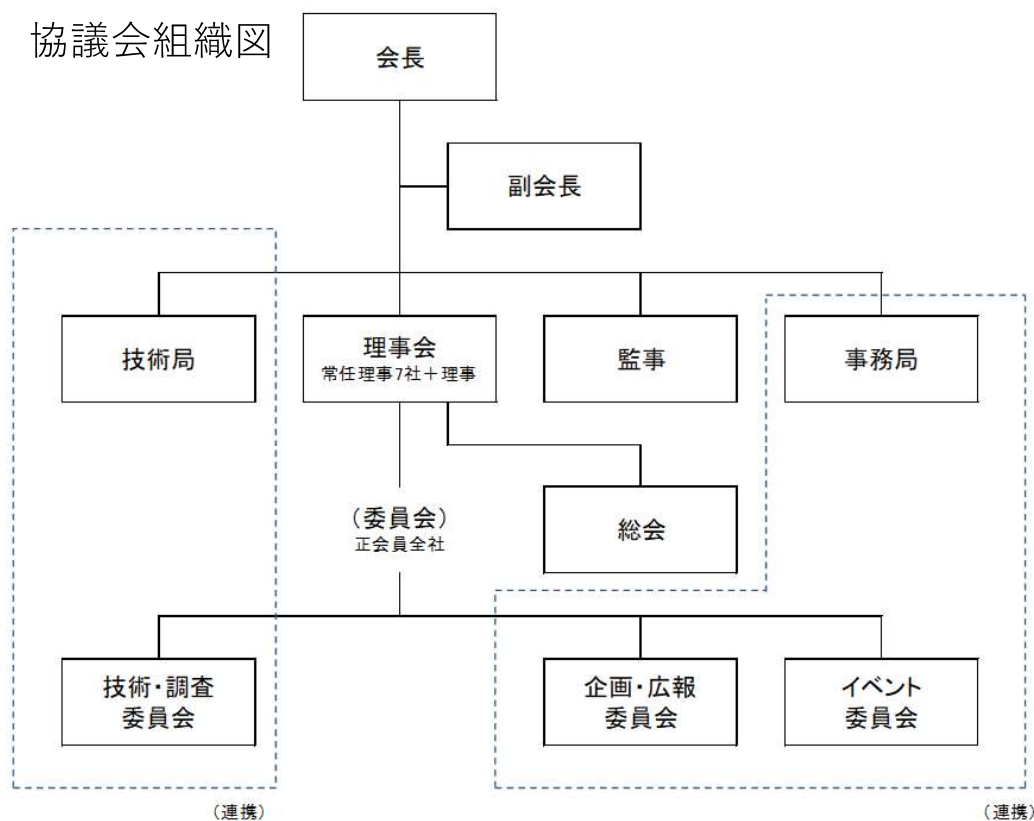 協議会組織図
会長
副会長
技術局
理事会
常任理事7社＋理事
監事
事務局
（委員会）
正会員全社
総会
技術・調査
委員会
企画・広報
委員会
イベント
委員会
（連携）
（連携）